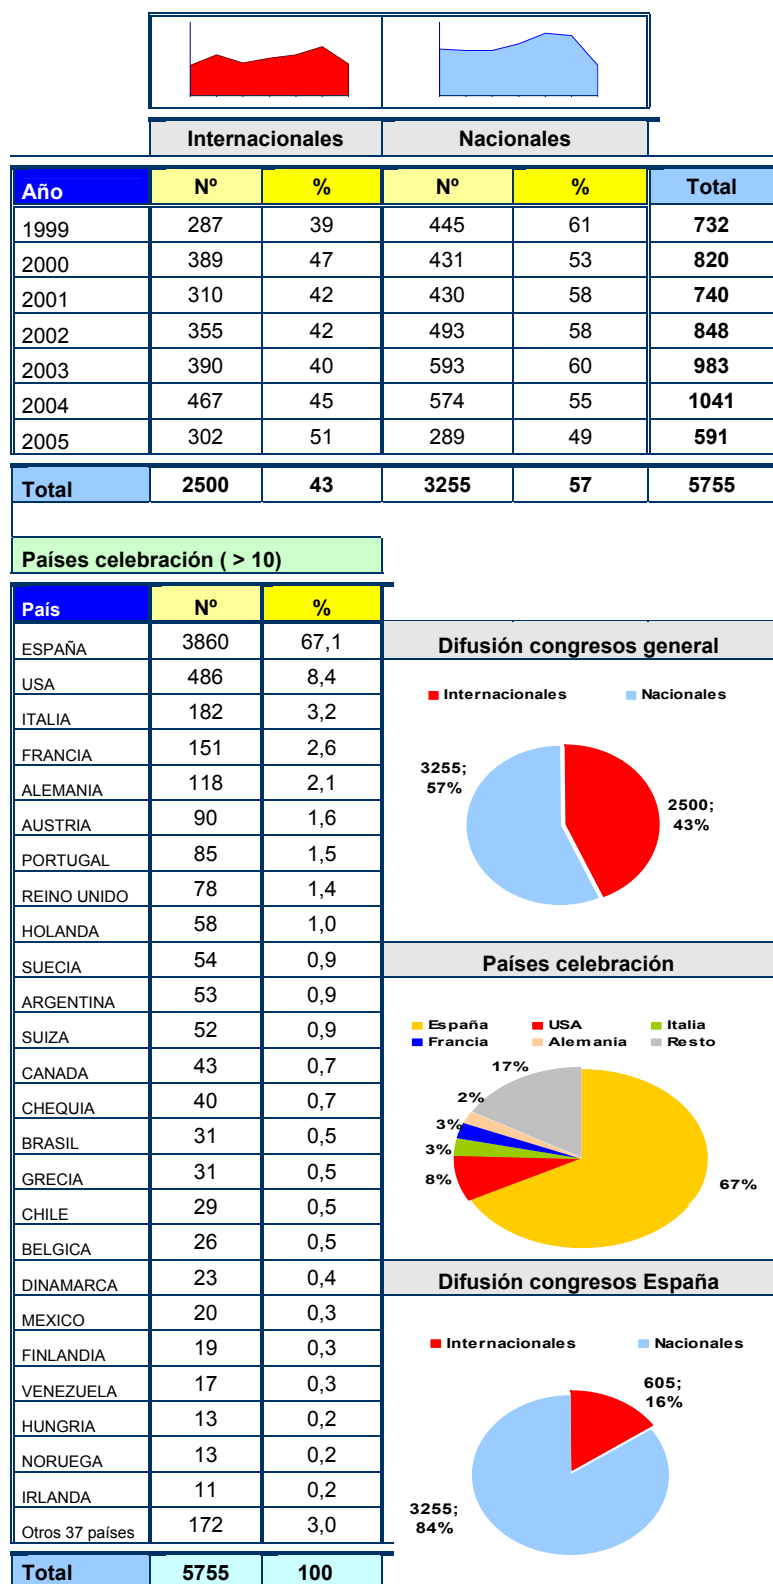 Internacionales Nacionales
Año Nº % Nº % Total
1999 287 39 445 61 732
2000 389 47 431 53 820
2001 310 42 430 58 740
2002 355 42 493 58 848
2003 390 40 593 60 983
2004 467 45 574 55 1041
2005 302 51 289 49 591
Total 2500 43 3255 57 5755
Países celebración ( > 10)
País Nº %
ESPAÑA 3860 67,1
USA 486 8,4
ITALIA 182 3,2
FRANCIA 151 2,6
ALEMANIA 118 2,1
AUSTRIA 90 1,6
PORTUGAL 85 1,5
REINO UNIDO 78 1,4
HOLANDA 58 1,0
SUECIA 54 0,9
ARGENTINA 53 0,9
SUIZA 52 0,9
CANADA 43 0,7
CHEQUIA 40 0,7
BRASIL 31 0,5
GRECIA 31 0,5
CHILE 29 0,5
BELGICA 26 0,5
DINAMARCA 23 0,4
MEXICO 20 0,3
FINLANDIA 19 0,3
VENEZUELA 17 0,3
HUNGRIA 13 0,2
NORUEGA 13 0,2
IRLANDA 11 0,2
Otros 37 países 172 3,0
Total 5755 100
Difusión congresos general
Internacionales Nacionales
3255;
57%
2500;
43%
Países celebración
España USA Italia
Francia Alemania Resto
17%
2%
3%
3%
8%
67%
Difusión congresos España
Internacionales Nacionales
605;
16%
3255;
84%